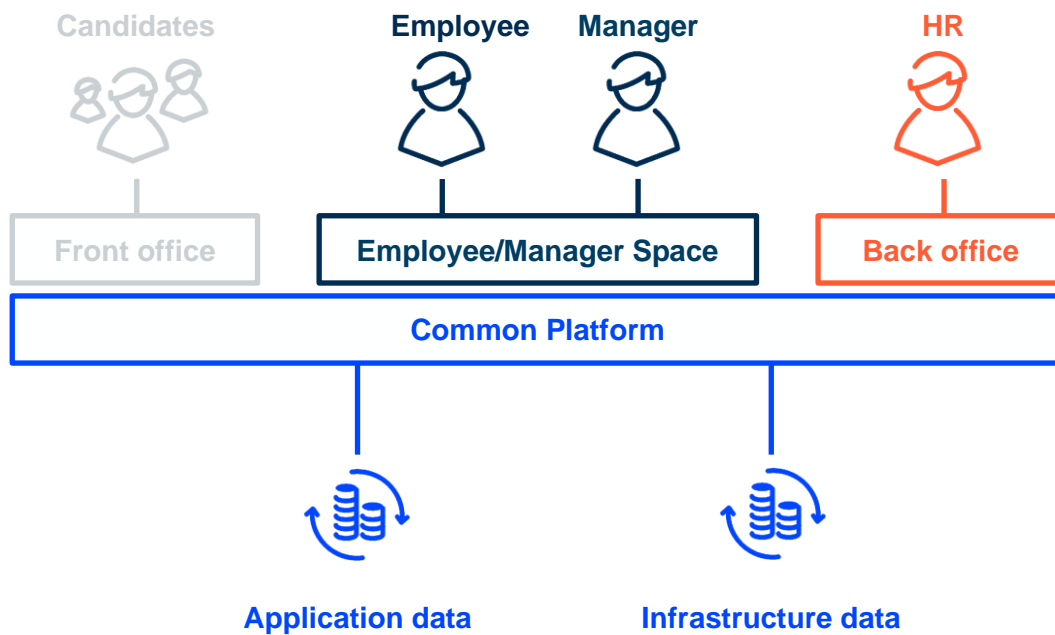 Candidates
Employee
Manager
HR
Front office
Employee/Manager Space
Back office
Common Platform
Application data
Infrastructure data